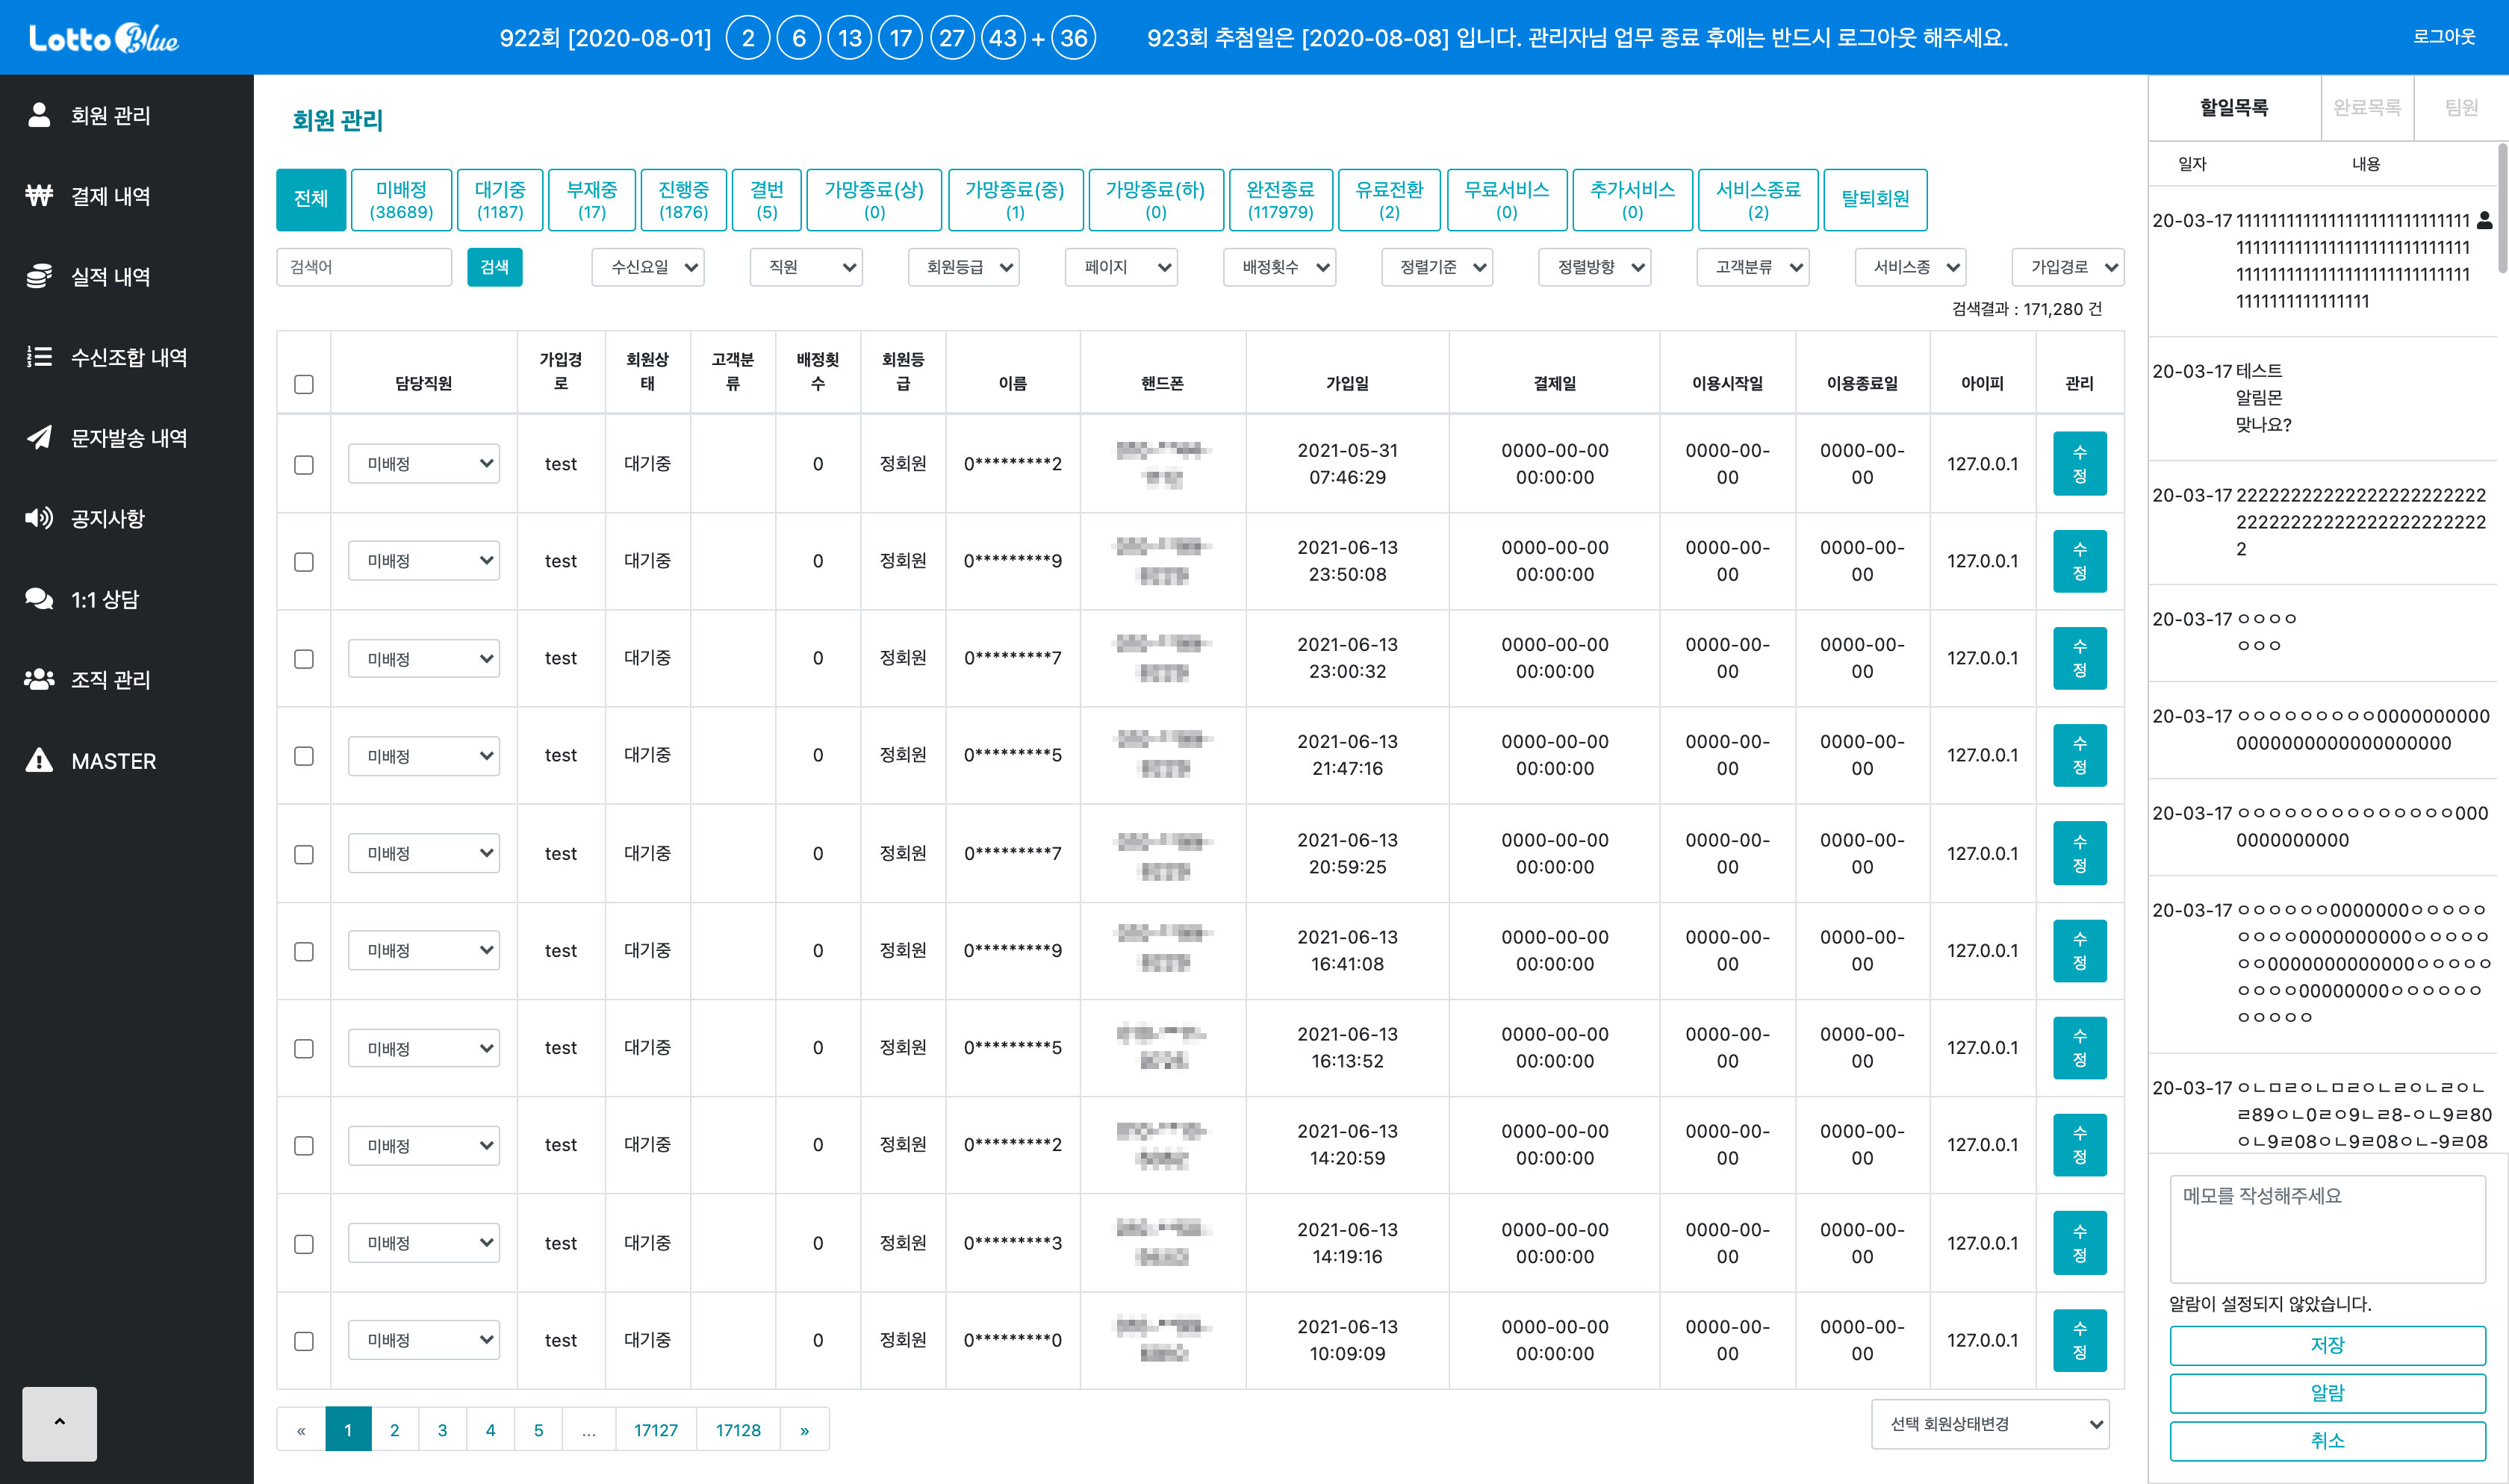 Lotto Blue
922회 [2020-08-01] 2 6 13 17 27 43 + 36 923회 추첨일은 [2020-08-08] 입니다. 관리자님 업무 종료 후에는 반드시 로그아웃 해주세요. 로그아웃
회원 관리
결제 내역
실적 내역
수신조합 내역
문자발송 내역
공지사항
1:1 상담
조직 관리
MASTER
회원 관리
전체
미배정 (38689)
대기중 (1187)
부재중 (17)
진행중 (1876)
결번 (5)
가망종료(상) (0)
가망종료(중) (1)
가망종료(하) (0)
완전종료 (117979)
유료전환 (2)
무료서비스 (0)
추가서비스 (0)
서비스종료 (2)
탈퇴회원
검색어 검색 수신요일 직원 회원등급 페이지 배정횟수 정렬기준 정렬방향 고객분류 서비스종 가입경로
검색결과 : 171,280 건
담당직원 가입경로 회원상태 고객분류 배정횟수 회원등급 이름 핸드폰 가입일 결제일 이용시작일 이용종료일 아이피 관리
미배정 test 대기중 0 정회원 0*********2 2021-05-31 07:46:29 0000-00-00 00:00:00 0000-00-00 0000-00-00 127.0.0.1 수정
미배정 test 대기중 0 정회원 0*********9 2021-06-13 23:50:08 0000-00-00 00:00:00 0000-00-00 0000-00-00 127.0.0.1 수정
미배정 test 대기중 0 정회원 0*********7 2021-06-13 23:00:32 0000-00-00 00:00:00 0000-00-00 0000-00-00 127.0.0.1 수정
미배정 test 대기중 0 정회원 0*********5 2021-06-13 21:47:16 0000-00-00 00:00:00 0000-00-00 0000-00-00 127.0.0.1 수정
미배정 test 대기중 0 정회원 0*********7 2021-06-13 20:59:25 0000-00-00 00:00:00 0000-00-00 0000-00-00 127.0.0.1 수정
미배정 test 대기중 0 정회원 0*********9 2021-06-13 16:41:08 0000-00-00 00:00:00 0000-00-00 0000-00-00 127.0.0.1 수정
미배정 test 대기중 0 정회원 0*********5 2021-06-13 16:13:52 0000-00-00 00:00:00 0000-00-00 0000-00-00 127.0.0.1 수정
미배정 test 대기중 0 정회원 0*********2 2021-06-13 14:20:59 0000-00-00 00:00:00 0000-00-00 0000-00-00 127.0.0.1 수정
미배정 test 대기중 0 정회원 0*********3 2021-06-13 14:19:16 0000-00-00 00:00:00 0000-00-00 0000-00-00 127.0.0.1 수정
미배정 test 대기중 0 정회원 0*********0 2021-06-13 10:09:09 0000-00-00 00:00:00 0000-00-00 0000-00-00 127.0.0.1 수정
« 1 2 3 4 5 ... 17127 17128 »
선택 회원상태변경
할일목록 완료목록 팀원
일자 내용
20-03-17
20-03-17 테스트
알림몬
맞나요?
20-03-17
2
20-03-17 ㅇㅇㅇㅇ
ㅇㅇㅇ
20-03-17 ㅇㅇㅇㅇㅇㅇㅇㅇㅇ0000000000
0000000000000000000
20-03-17 ㅇㅇㅇㅇㅇㅇㅇㅇㅇㅇㅇㅇㅇㅇ000
0000000000
20-03-17 ㅇㅇㅇㅇㅇㅇ0000000ㅇㅇㅇㅇㅇ
ㅇㅇㅇㅇ0000000000ㅇㅇㅇㅇㅇ
ㅇㅇ0000000000000ㅇㅇㅇㅇㅇ
ㅇㅇㅇㅇ00000000ㅇㅇㅇㅇㅇㅇ
ㅇㅇㅇㅇㅇ
20-03-17 ㅇㄴㅁㄹㅇㄴㅁㄹㅇㄴㄹㅇㄴㄹㅇㄴ
ㄹ89ㅇㄴ0ㄹㅇ9ㄴㄹ8-ㅇㄴ9ㄹ80
ㅇㄴ9ㄹ08ㅇㄴ9ㄹ08ㅇㄴ-9ㄹ08
메모를 작성해주세요
알람이 설정되지 않았습니다.
저장
알람
취소